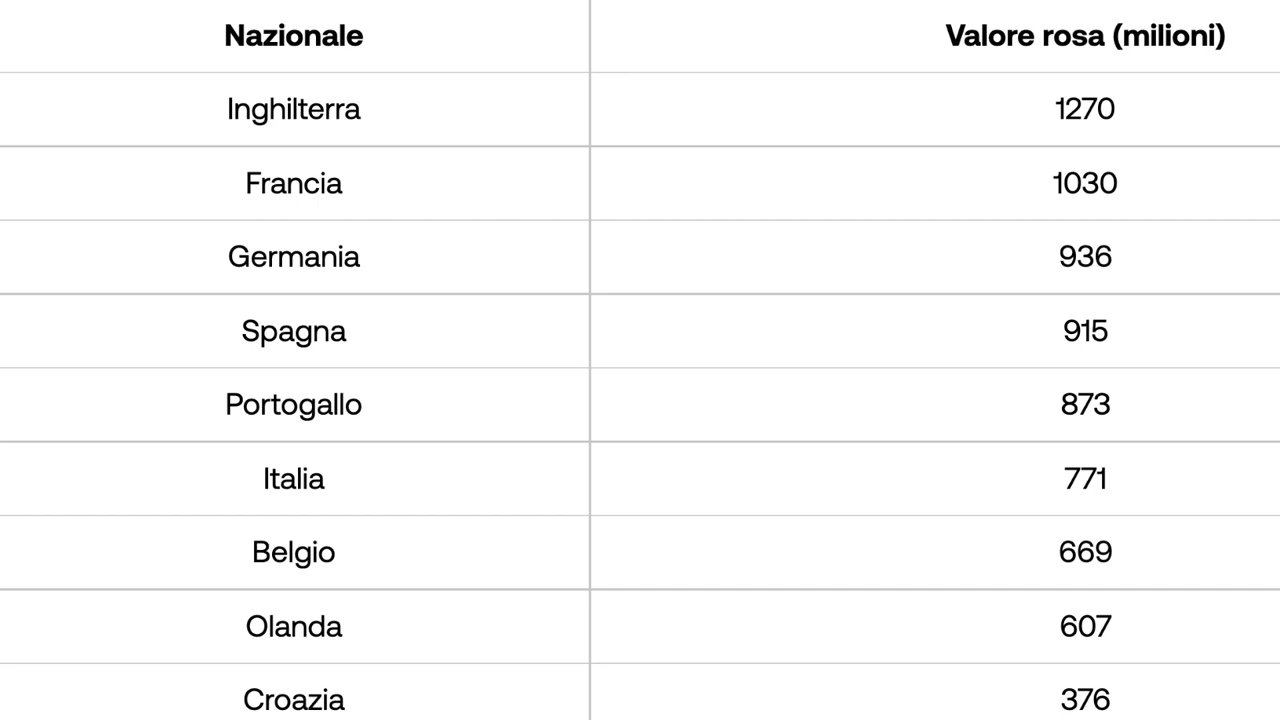 Nazionale Valore rosa (milioni)
Inghilterra 1270
Francia 1030
Germania 936
Spagna 915
Portogallo 873
Italia 771
Belgio 669
Olanda 607
Croazia 376